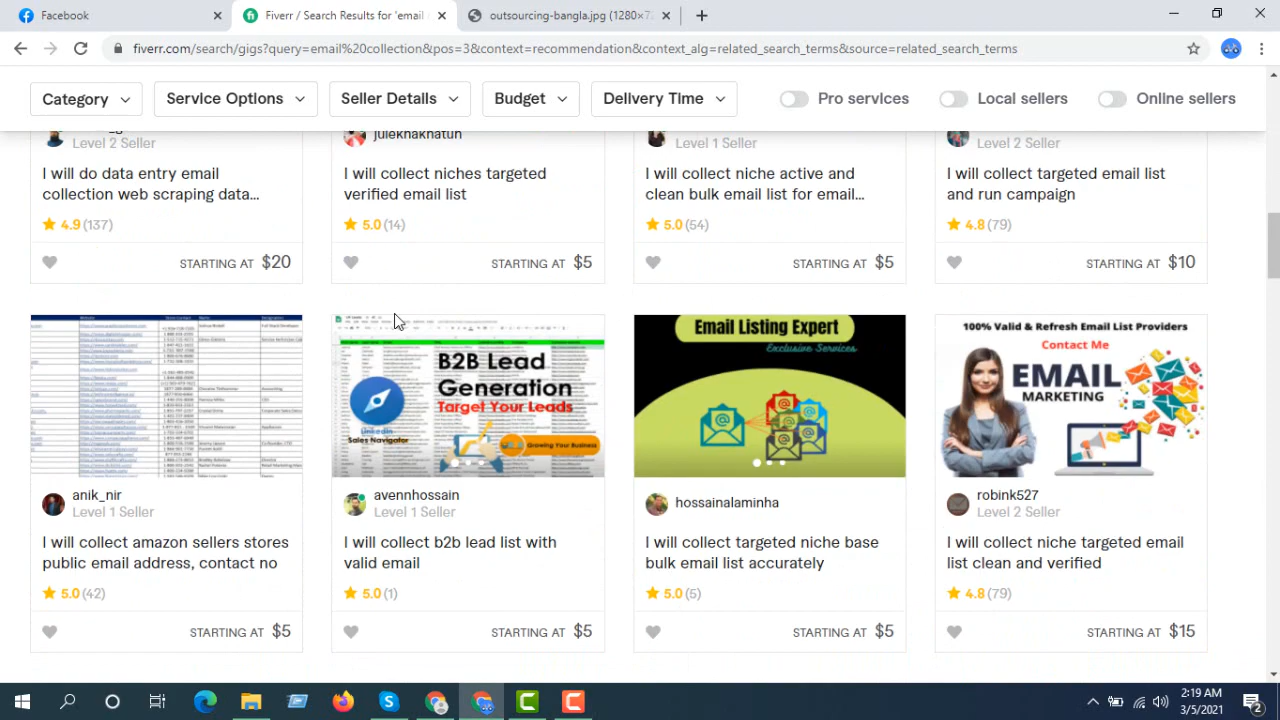 Facebook
Fiverr / Search Results for 'email
outsourcing-bangla.jpg (1280×72
fiverr.com/search/gigs?query=email%20collection&pos=3&context=recommendation&context_alg=related_search_terms&source=related_search_terms
Category
Service Options
Seller Details
Budget
Delivery Time
Pro services
Local sellers
Online sellers
Level 2 Seller
julekhakhatun
Level 1 Seller
Level 2 Seller
I will do data entry email
collection web scraping data...
I will collect niches targeted
verified email list
I will collect niche active and
clean bulk email list for email...
I will collect targeted email list
and run campaign
4.9 (137)
5.0 (14)
5.0 (54)
4.8 (79)
STARTING AT $20
STARTING AT $5
STARTING AT $5
STARTING AT $10
B2B Lead
Generation
Linkedin
Sales Navigator
Growing Your Business
Email Listing Expert
Exclusive Services
100% Valid & Refresh Email List Providers
Contact Me
EMAIL
MARKETING
anik_nir
Level 1 Seller
avennhossain
Level 1 Seller
hossainalaminha
robink527
Level 2 Seller
I will collect amazon sellers stores
public email address, contact no
I will collect b2b lead list with
valid email
I will collect targeted niche base
bulk email list accurately
I will collect niche targeted email
list clean and verified
5.0 (42)
5.0 (1)
5.0 (5)
4.8 (79)
STARTING AT $5
STARTING AT $5
STARTING AT $5
STARTING AT $15
2:19 AM
3/5/2021
2